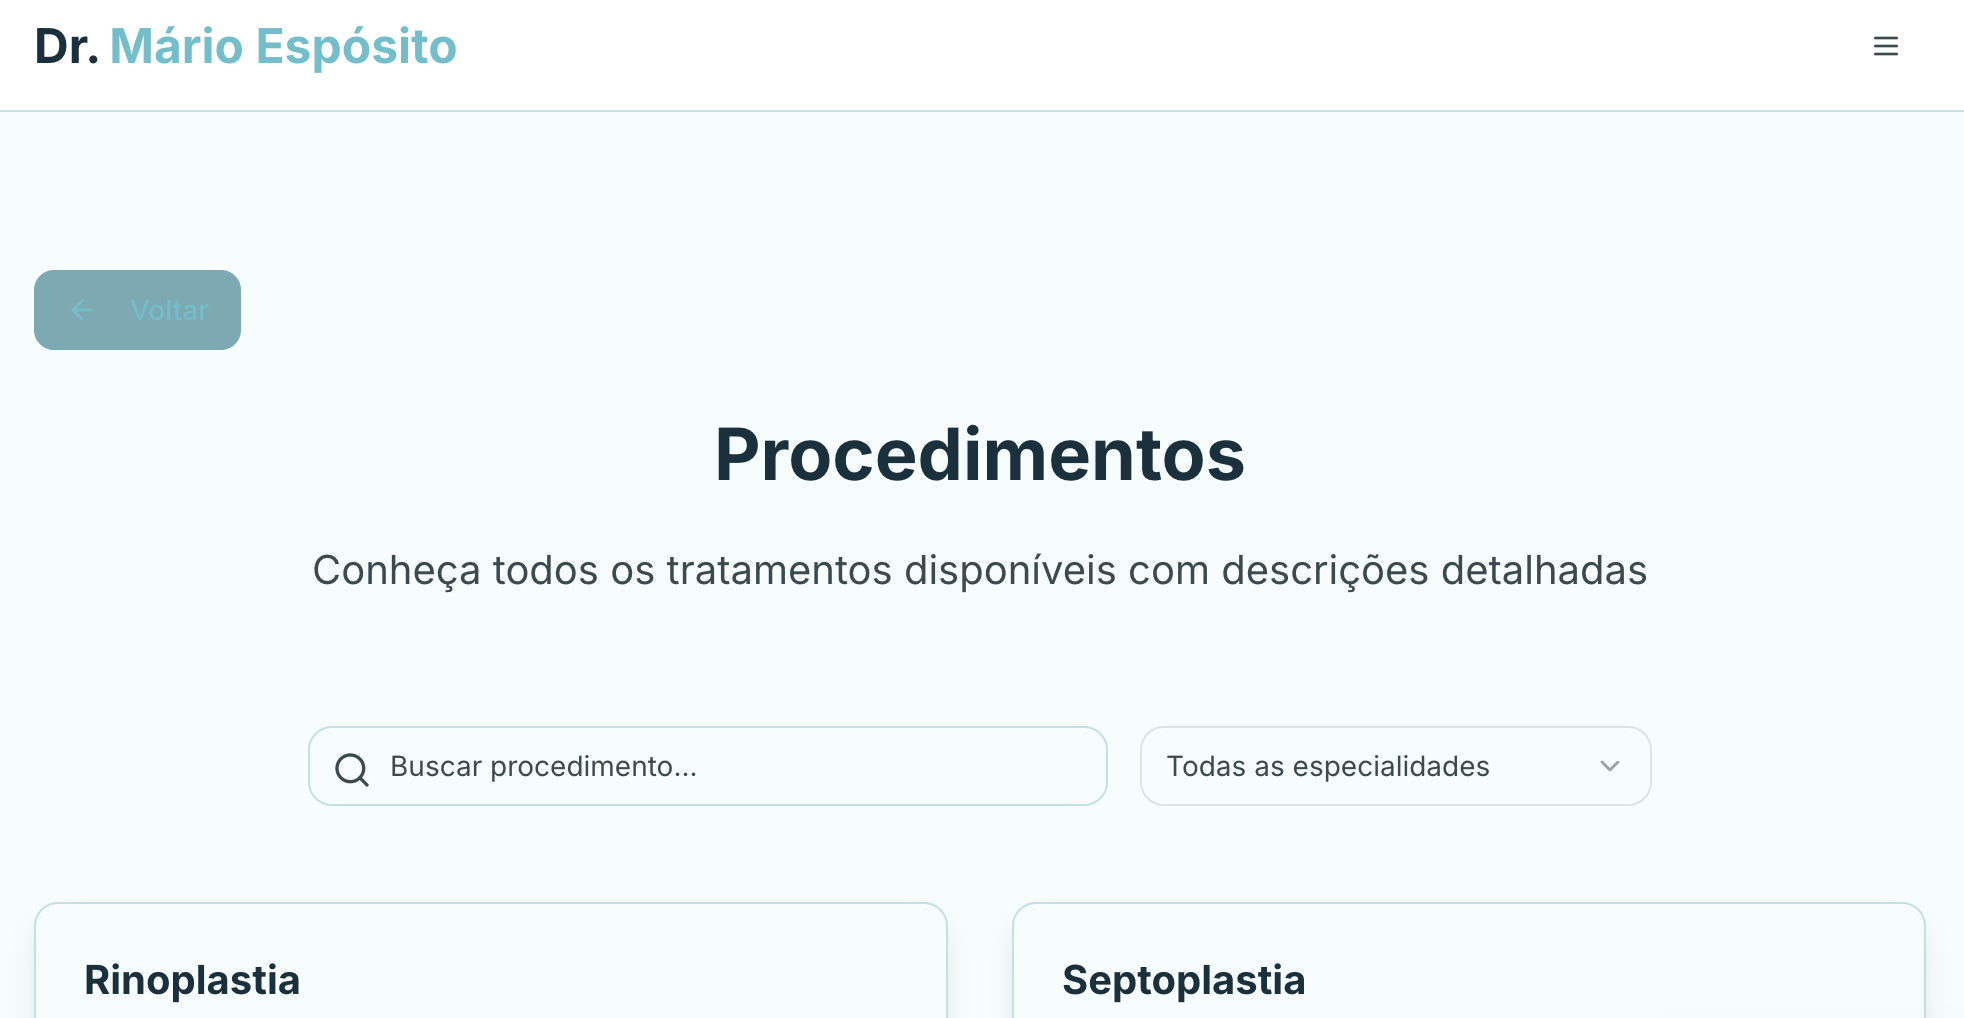 Dr. Mário Espósito
Voltar
Procedimentos
Conheça todos os tratamentos disponíveis com descrições detalhadas
Buscar procedimento...
Todas as especialidades
Rinoplastia
Septoplastia